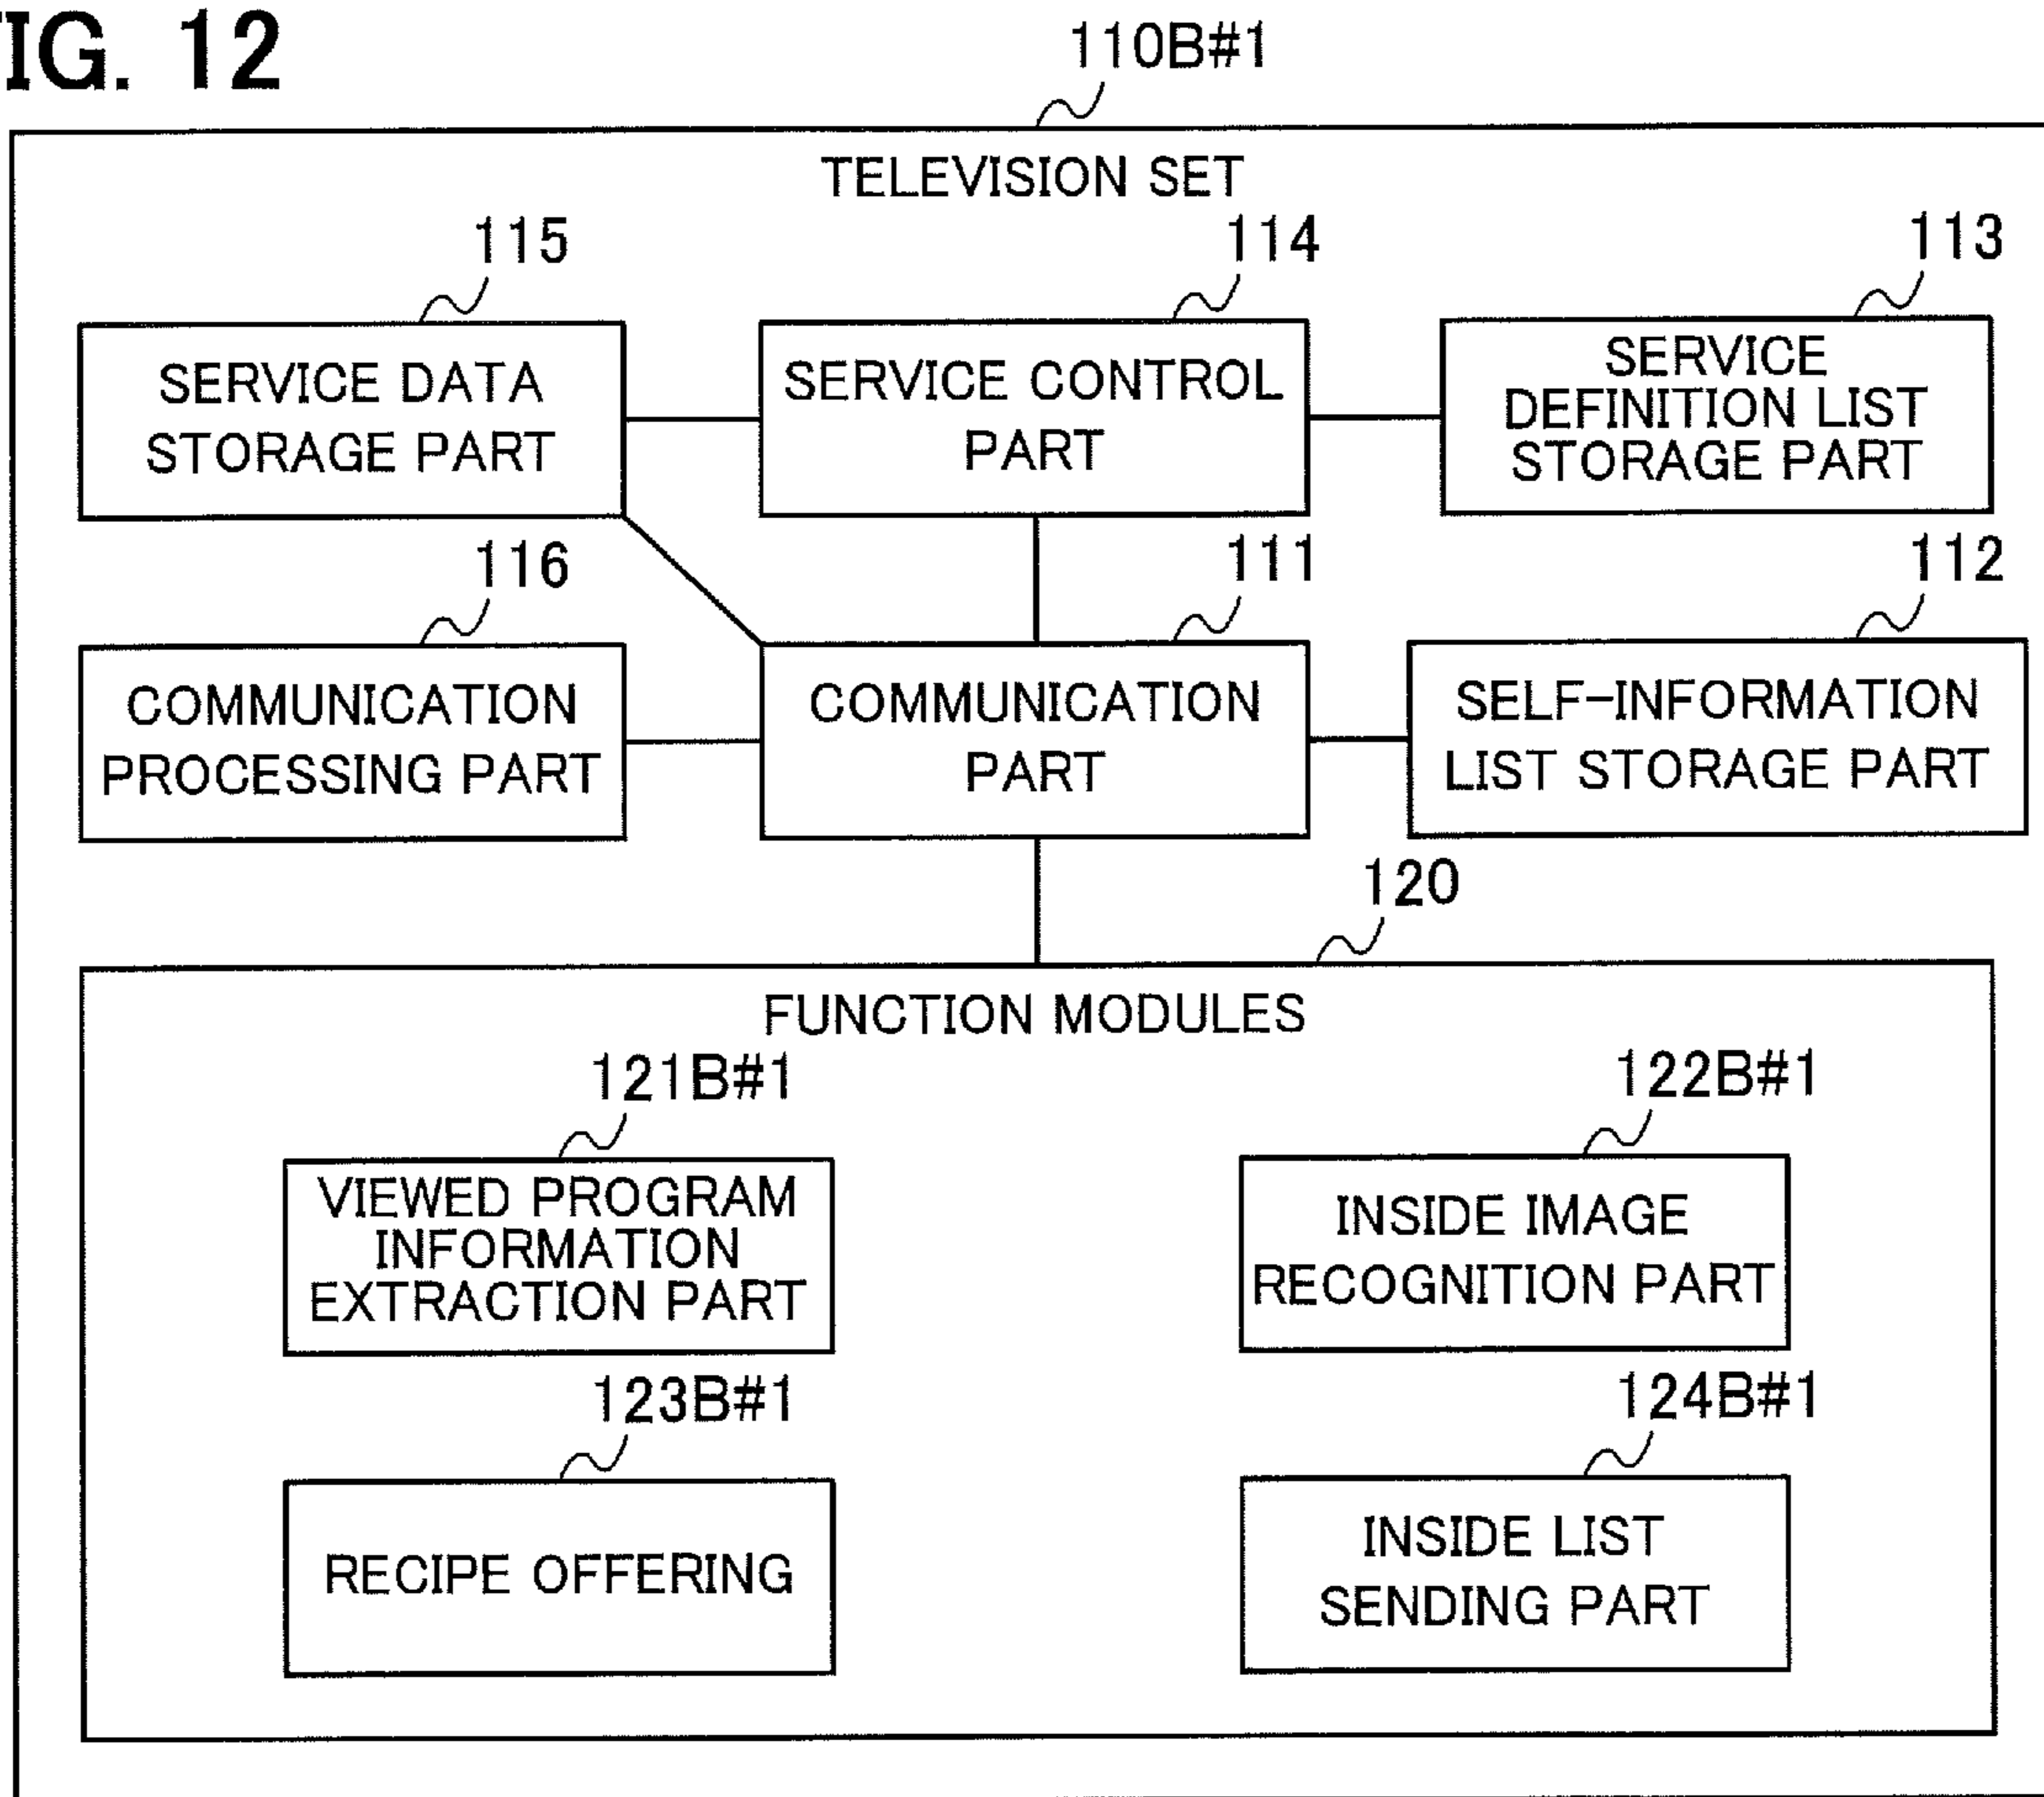 IG. 12
110B#1
TELEVISION SET
115
114
113
SERVICE DATA
STORAGE PART
SERVICE CONTROL
PART
SERVICE
DEFINITION LIST
STORAGE PART
116
111
112
COMMUNICATION
PROCESSING PART
COMMUNICATION
PART
SELF-INFORMATION
LIST STORAGE PART
120
FUNCTION MODULES
121B#1
122B#1
VIEWED PROGRAM
INFORMATION
EXTRACTION PART
INSIDE IMAGE
RECOGNITION PART
123B#1
124B#1
RECIPE OFFERING
INSIDE LIST
SENDING PART